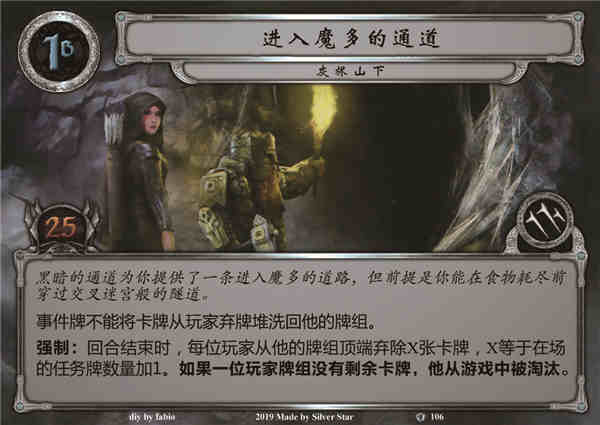 1B
进入魔多的通道
灰烬山下
25
黑暗的通道为你提供了一条进入魔多的道路，但前提是你能在食物耗尽前
穿过交叉迷宫般的隧道。
事件牌不能将卡牌从玩家弃牌堆洗回他的牌组。
强制：回合结束时，每位玩家从他的牌组顶端弃除X张卡牌，X等于在场
的任务牌数量加1。如果一位玩家牌组没有剩余卡牌，他从游戏中被淘汰。
diy by fabio 2019 Made by Silver Star 106